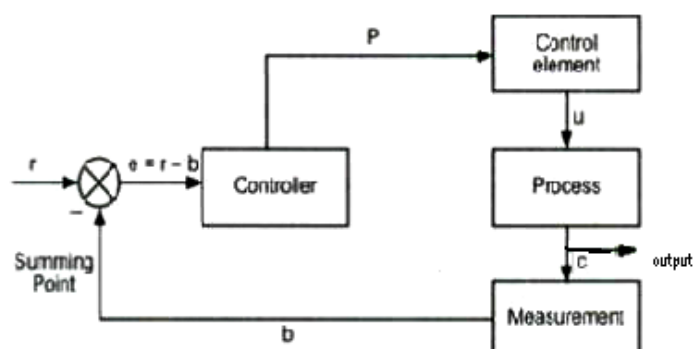 P
Control
element
u
r
e = r – b
Controller
Process
–
c
output
Summing
Point
Measurement
b